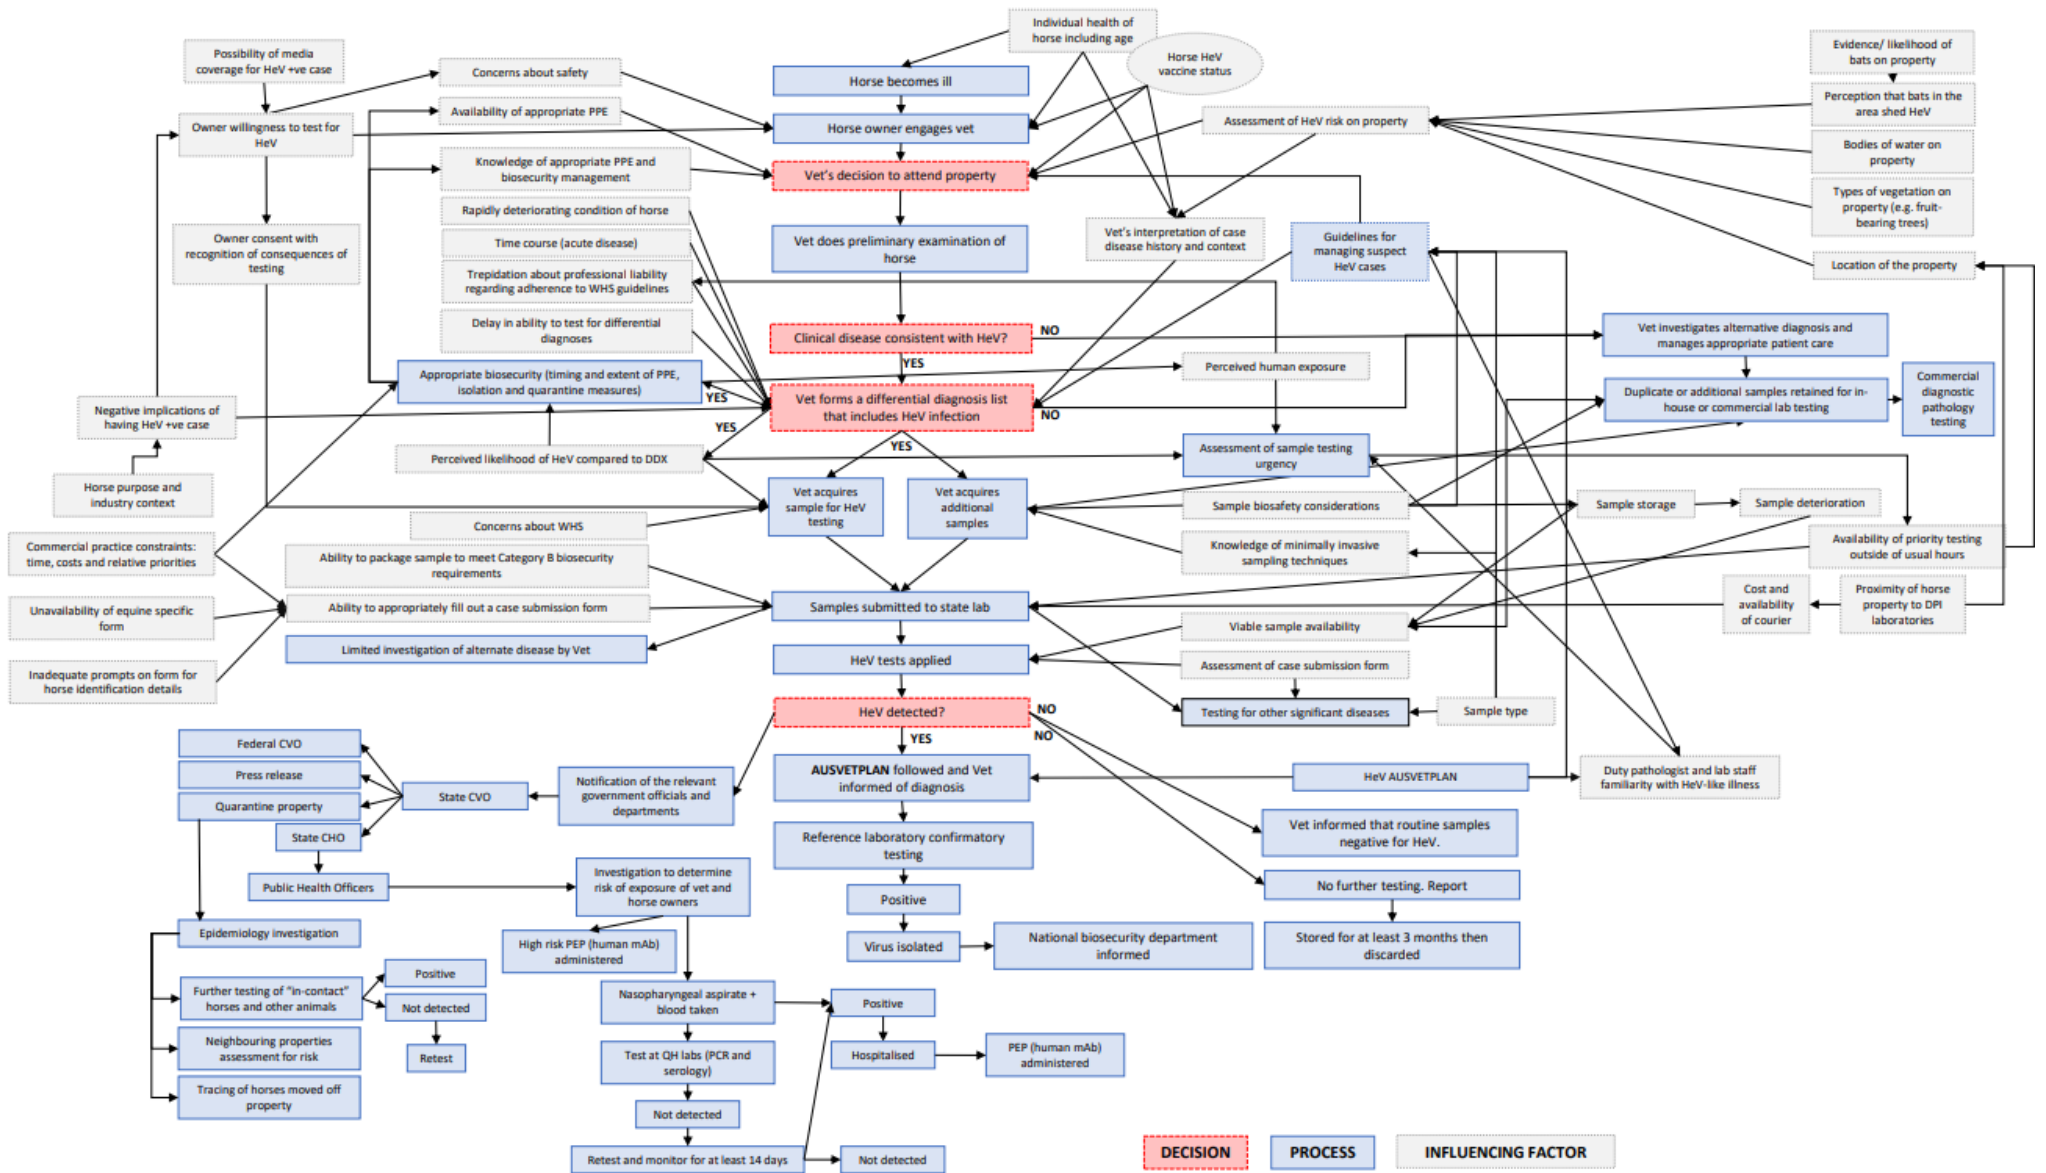 Individual health of
horse including age
Possibility of media
coverage for HeV +ve case
Concerns about safety
Horse becomes ill
Horse HeV
vaccine status
Evidence/ likelihood of
bats on property
Availability of appropriate PPE
Owner willingness to test for
HeV
Horse owner engages vet
Assessment of HeV risk on property
Perception that bats in the
area shed HeV
Bodies of water on
property
Knowledge of appropriate PPE and
biosecurity management
Vet's decision to attend property
Types of vegetation on
property (e.g. fruit-
bearing trees)
Rapidly deteriorating condition of horse
Owner consent with
recognition of consequences of
testing
Time course (acute disease)
Vet does preliminary examination of
horse
Vet's interpretation of case
disease history and context
Guidelines for
managing suspect
HeV cases
Location of the property
Trepidation about professional liability
regarding adherence to WHS guidelines
Delay in ability to test for differential
diagnoses
Clinical disease consistent with HeV?
NO
YES
Vet investigates alternative diagnosis and
manages appropriate patient care
Appropriate biosecurity (timing and extent of PPE,
isolation and quarantine measures)
YES
Perceived human exposure
Negative implications of
having HeV +ve case
Vet forms a differential diagnosis list
that includes HeV infection
NO
Duplicate or additional samples retained for in-
house or commercial lab testing
Commercial
diagnostic
pathology
testing
YES
YES
Perceived likelihood of HeV compared to DDX
Assessment of sample testing
urgency
Horse purpose and
industry context
Vet acquires
sample for HeV
testing
Vet acquires
additional
samples
Sample biosafety considerations
Sample storage
Sample deterioration
Concerns about WHS
Commercial practice constraints:
time, costs and relative priorities
Ability to package sample to meet Category B biosecurity
requirements
Knowledge of minimally invasive
sampling techniques
Availability of priority testing
outside of usual hours
Unavailability of equine specific
form
Ability to appropriately fill out a case submission form
Samples submitted to state lab
Cost and
availability
of courier
Proximity of horse
property to DPI
laboratories
Viable sample availability
Limited investigation of alternate disease by Vet
HeV tests applied
Assessment of case submission form
Inadequate prompts on form for
horse identification details
HeV detected?
NO
NO
YES
Testing for other significant diseases
Sample type
Federal CVO
Press release
Quarantine property
State CHO
State CVO
Notification of the relevant
government officials and
departments
AUSVETPLAN followed and Vet
informed of diagnosis
HeV AUSVETPLAN
Duty pathologist and lab staff
familiarity with HeV-like illness
Reference laboratory confirmatory
testing
Vet informed that routine samples
negative for HeV.
Public Health Officers
Investigation to determine
risk of exposure of vet and
horse owners
Positive
No further testing. Report
Epidemiology investigation
High risk PEP (human mAb)
administered
Virus isolated
National biosecurity department
informed
Stored for at least 3 months then
discarded
Further testing of "in-contact"
horses and other animals
Positive
Not detected
Retest
Nasopharyngeal aspirate +
blood taken
Positive
Neighbouring properties
assessment for risk
Test at QH labs (PCR and
serology)
Hospitalised
PEP (human mAb)
administered
Tracing of horses moved off
property
Not detected
Retest and monitor for at least 14 days
Not detected
DECISION
PROCESS
INFLUENCING FACTOR